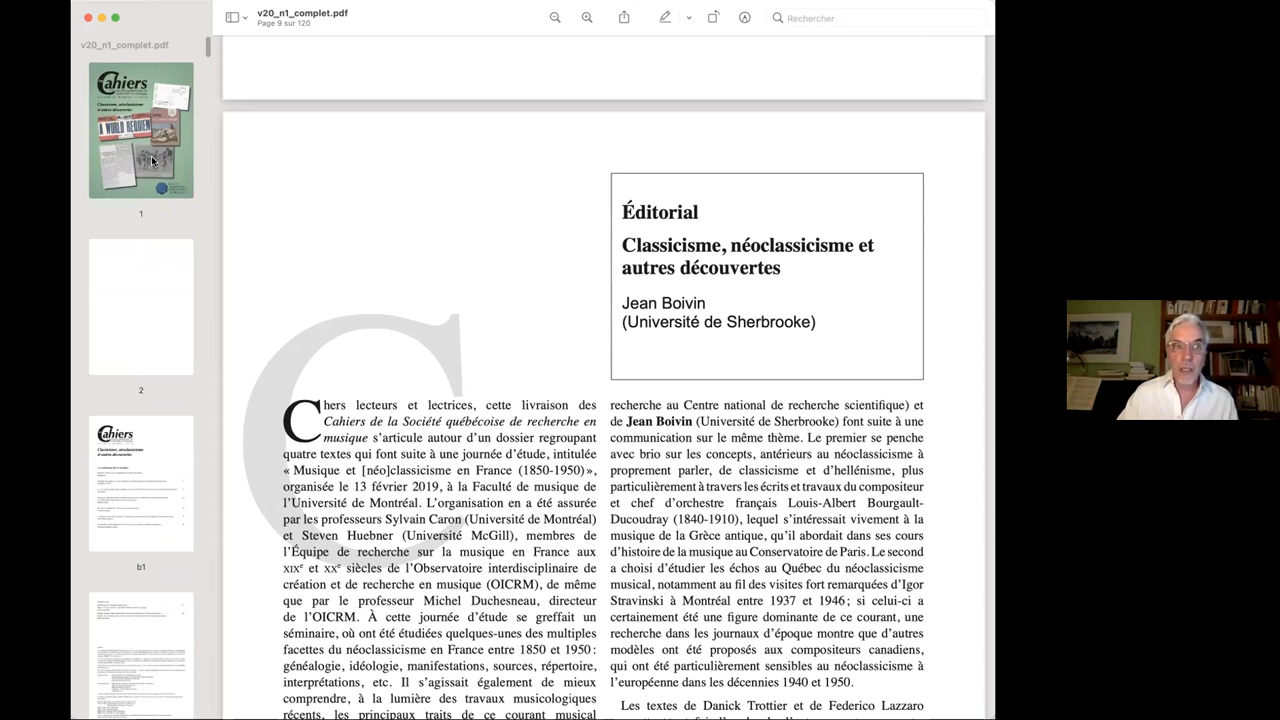 v20_n1_complet.pdf
Page 9 sur 120
Rechercher
v20_n1_complet.pdf
Cahiers
Classicisme, néoclassicisme
et autres découvertes
A WORLD REQUIEM
1
2
Cahiers
b1
Éditorial
Classicisme, néoclassicisme et
autres découvertes
Jean Boivin
(Université de Sherbrooke)
Chers lecteurs et lectrices, cette livraison des
Cahiers de la Société québécoise de recherche en
musique s’articule autour d’un dossier regroupant
quatre textes qui font suite à une journée d’étude intitulée
« Musique et [néo]classicisme en France (1850-1950) »,
organisée le 13 février 2019, à la Faculté de musique de
l’Université de Montréal. L’organisation en a été assurée
par les professeurs Sylvain Caron (Université de Montréal)
et Steven Huebner (Université McGill), membres de
l’Équipe de recherche sur la musique en France aux
XIXe et XXe siècles de l’Observatoire interdisciplinaire de
création et de recherche en musique (OICRM), de même
que par le professeur Michel Duchesneau, directeur
de l’OICRM. À cette journée d’étude se greffait un
séminaire, où ont été étudiées quelques-unes des multiples
facettes du néoclassicisme en France entre 1850 et 1950 :
généalogie, idéologie, manifestations, sources, répertoire,
interprétations, etc. Il s’agissait également de mieux
comprendre, à la lumière de travaux musicologiques
récents, les principaux traits de ce courant musical
recherche au Centre national de recherche scientifique) et
de Jean Boivin (Université de Sherbrooke) font suite à une
communication sur le même thème. Le premier se penche
avec brio sur les concepts, antérieurs au néoclassicisme à
proprement parler, de classicisme et d’hellénisme, plus
particulièrement à travers les écrits et travaux du compositeur
et chef d’orchestre français Louis-Albert Bourgault-
Ducoudray (1840-1910), lequel s’intéressait vivement à la
musique de la Grèce antique, qu’il abordait dans ses cours
d’histoire de la musique au Conservatoire de Paris. Le second
a choisi d’étudier les échos au Québec du néoclassicisme
musical, notamment au fil des visites fort remarquées d’Igor
Stravinski à Montréal entre 1937 et 1946 ; si celui-ci a
certainement été une figure dominante de ce courant, une
recherche dans les journaux d’époque montre que d’autres
modèles ont été proposés aux compositeurs canadiens,
qui ont été particulièrement sensibles au néoclassicisme à
l’européenne dans les décennies 1940 et 1950.
Les textes de Danick Trottier et de Federico Lazzaro